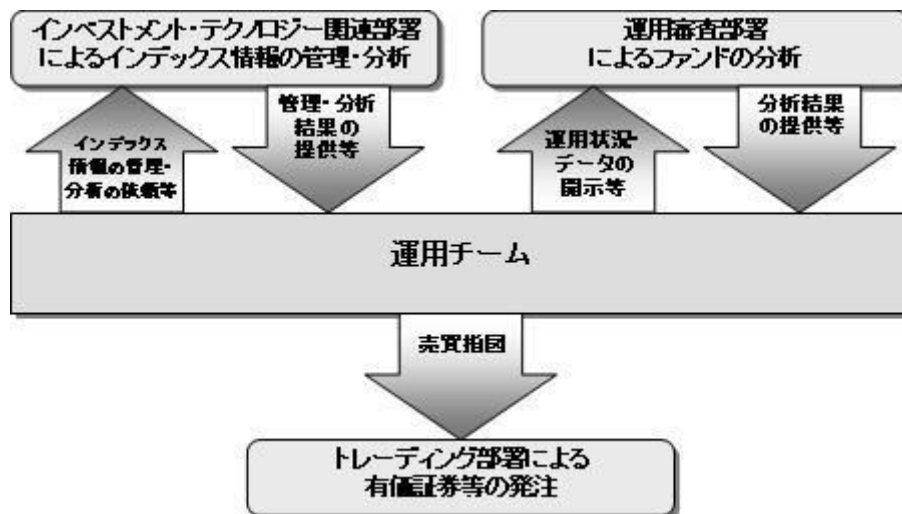 インベストメント・テクノロジー関連部署
によるインデックス情報の管理・分析
運用審査部署
によるファンドの分析
インデックス
情報の管理・
分析の依頼等
管理・分析
結果の
提供等
運用状況・
データの
開示等
分析結果
の提供等
運用チーム
売買指図
トレーディング部署による
有価証券等の発注